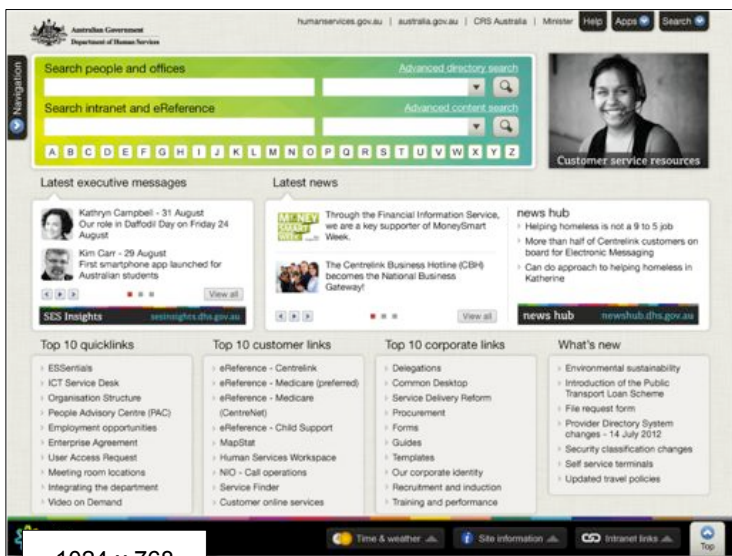 humanservices.gov.au | australia.gov.au | CRS Australia | Minister
Help
Apps
Search
Australian Government
Department of Human Services
Navigation
Search people and offices
Advanced directory search
Search intranet and eReference
Advanced content search
A B C D E F G H I J K L M N O P Q R S T U V W X Y Z
Customer service resources
Latest executive messages
Kathryn Campbell - 31 August
Our role in Daffodil Day on Friday 24
August
Kim Carr - 29 August
First smartphone app launched for
Australian students
View all
SES Insights
sesinsights.dhs.gov.au
Latest news
MONEY
SMART
WEEK
Through the Financial Information Service,
we are a key supporter of MoneySmart
Week.
The Centrelink Business Hotline (CBH)
becomes the National Business
Gateway!
View all
news hub
Helping homeless is not a 9 to 5 job
More than half of Centrelink customers on
board for Electronic Messaging
Can do approach to helping homeless in
Katherine
news hub
newshub.dhs.gov.au
Top 10 quicklinks
ESSentials
ICT Service Desk
Organisation Structure
People Advisory Centre (PAC)
Employment opportunities
Enterprise Agreement
User Access Request
Meeting room locations
Integrating the department
Video on Demand
Top 10 customer links
eReference - Centrelink
eReference - Medicare (preferred)
eReference - Medicare
(CentreNet)
eReference - Child Support
MapStat
Human Services Workspace
NIO - Call operations
Service Finder
Customer online services
Top 10 corporate links
Delegations
Common Desktop
Service Delivery Reform
Procurement
Forms
Guides
Templates
Our corporate identity
Recruitment and induction
Training and performance
What's new
Environmental sustainability
Introduction of the Public
Transport Loan Scheme
File request form
Provider Directory System
changes - 14 July 2012
Security classification changes
Self service terminals
Updated travel policies
Time & weather
Site information
Intranet links
Top